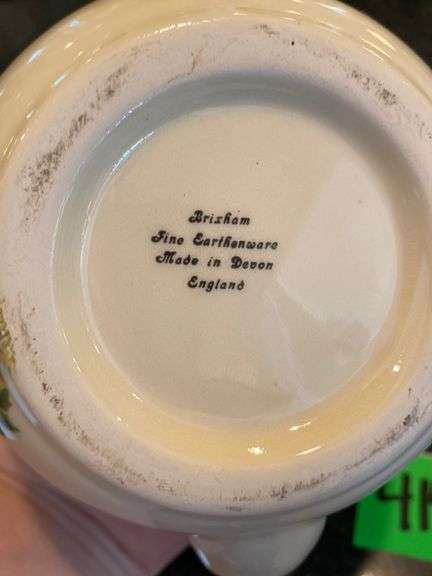 Brixham
Fine Earthenware
Made in Devon
England